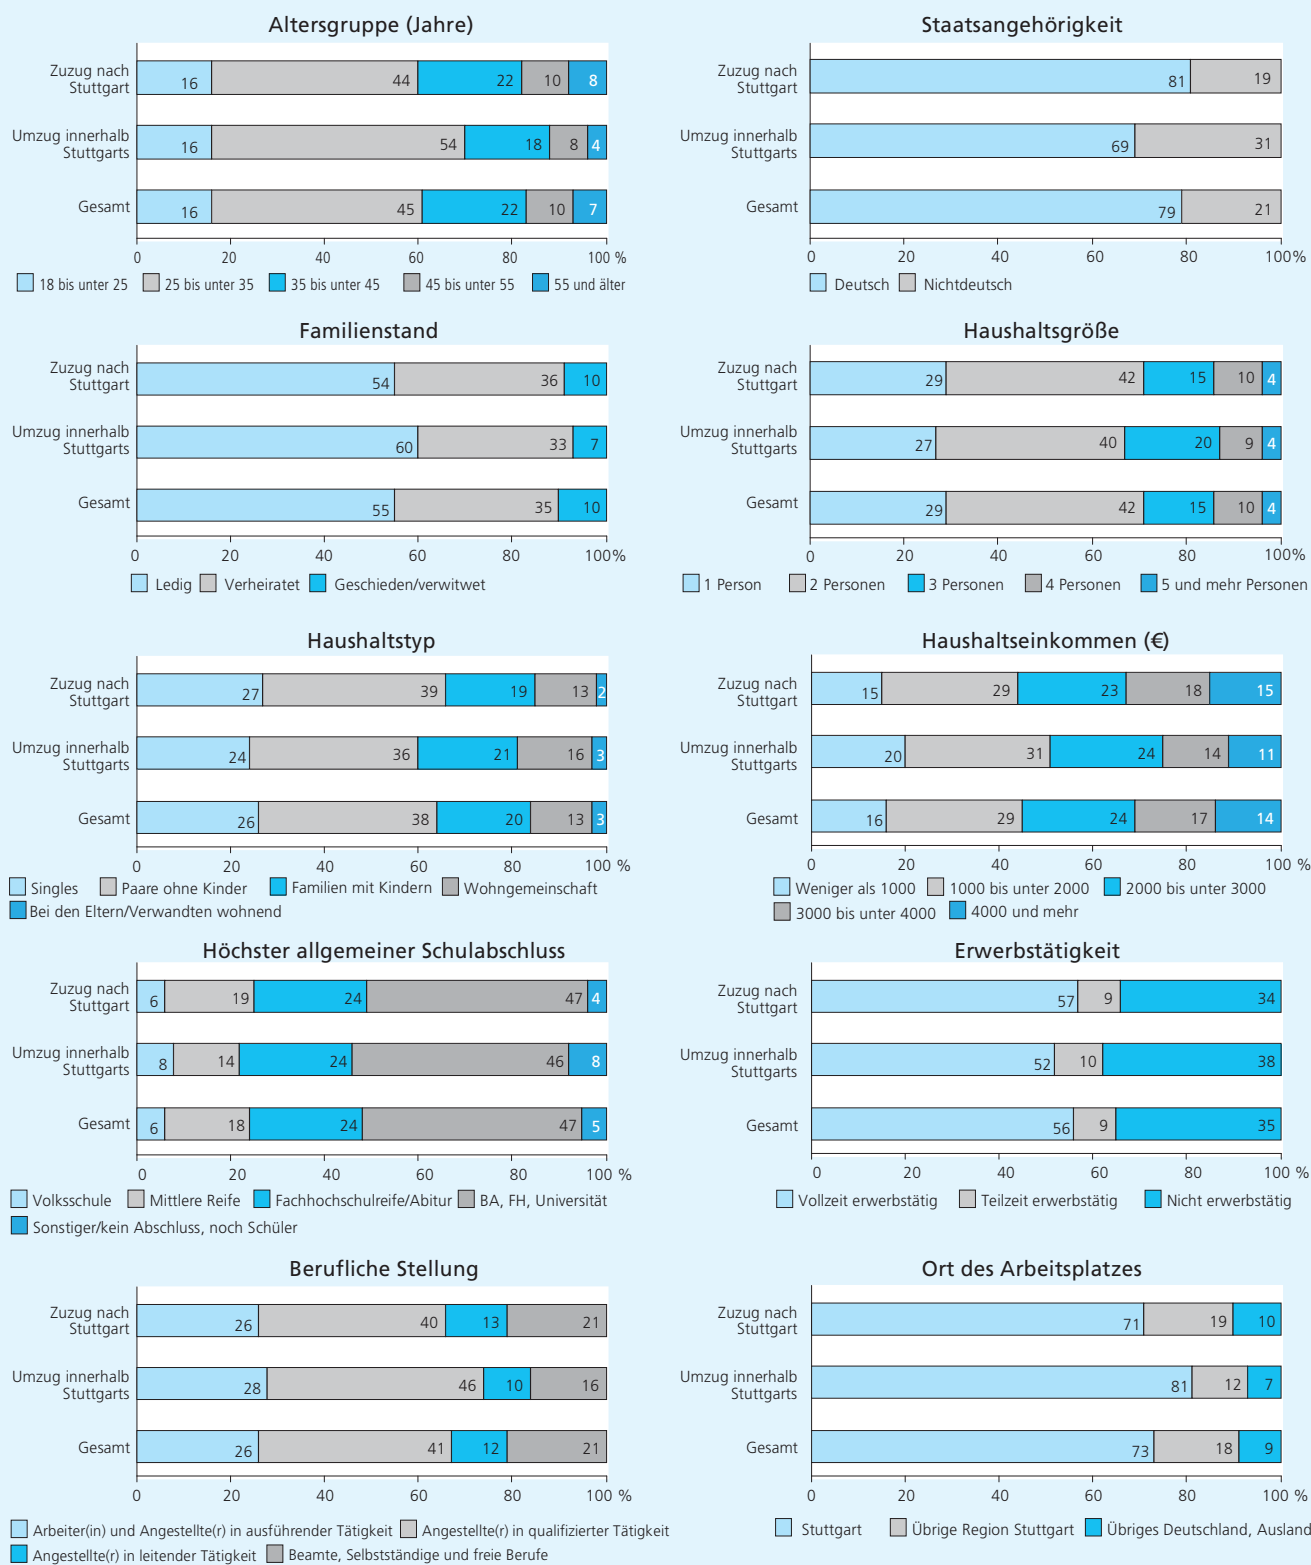 Altersgruppe (Jahre)
Zuzug nach
Stuttgart
16 44 22 10 8
Umzug innerhalb
Stuttgarts
16 54 18 8 4
Gesamt
16 45 22 10 7
0 20 40 60 80 100 %
18 bis unter 25 25 bis unter 35 35 bis unter 45 45 bis unter 55 55 und älter
Staatsangehörigkeit
Zuzug nach
Stuttgart
81 19
Umzug innerhalb
Stuttgarts
69 31
Gesamt
79 21
0 20 40 60 80 100%
Deutsch Nichtdeutsch
Familienstand
Zuzug nach
Stuttgart
54 36 10
Umzug innerhalb
Stuttgarts
60 33 7
Gesamt
55 35 10
0 20 40 60 80 100%
Ledig Verheiratet Geschieden/verwitwet
Haushaltsgröße
Zuzug nach
Stuttgart
29 42 15 10 4
Umzug innerhalb
Stuttgarts
27 40 20 9 4
Gesamt
29 42 15 10 4
0 20 40 60 80 100%
1 Person 2 Personen 3 Personen 4 Personen 5 und mehr Personen
Haushaltstyp
Zuzug nach
Stuttgart
27 39 19 13 2
Umzug innerhalb
Stuttgarts
24 36 21 16 3
Gesamt
26 38 20 13 3
0 20 40 60 80 100 %
Singles Paare ohne Kinder Familien mit Kindern Wohngemeinschaft
Bei den Eltern/Verwandten wohnend
Haushaltseinkommen (€)
Zuzug nach
Stuttgart
15 29 23 18 15
Umzug innerhalb
Stuttgarts
20 31 24 14 11
Gesamt
16 29 24 17 14
0 20 40 60 80 100 %
Weniger als 1000 1000 bis unter 2000 2000 bis unter 3000
3000 bis unter 4000 4000 und mehr
Höchster allgemeiner Schulabschluss
Zuzug nach
Stuttgart
6 19 24 47 4
Umzug innerhalb
Stuttgarts
8 14 24 46 8
Gesamt
6 18 24 47 5
0 20 40 60 80 100 %
Volksschule Mittlere Reife Fachhochschulreife/Abitur BA, FH, Universität
Sonstiger/kein Abschluss, noch Schüler
Erwerbstätigkeit
Zuzug nach
Stuttgart
57 9 34
Umzug innerhalb
Stuttgarts
52 10 38
Gesamt
56 9 35
0 20 40 60 80 100 %
Vollzeit erwerbstätig Teilzeit erwerbstätig Nicht erwerbstätig
Berufliche Stellung
Zuzug nach
Stuttgart
26 40 13 21
Umzug innerhalb
Stuttgarts
28 46 10 16
Gesamt
26 41 12 21
0 20 40 60 80 100 %
Arbeiter(in) und Angestellte(r) in ausführender Tätigkeit Angestellte(r) in qualifizierter Tätigkeit
Angestellte(r) in leitender Tätigkeit Beamte, Selbstständige und freie Berufe
Ort des Arbeitsplatzes
Zuzug nach
Stuttgart
71 19 10
Umzug innerhalb
Stuttgarts
81 12 7
Gesamt
73 18 9
0 20 40 60 80 100 %
Stuttgart Übrige Region Stuttgart Übriges Deutschland, Ausland